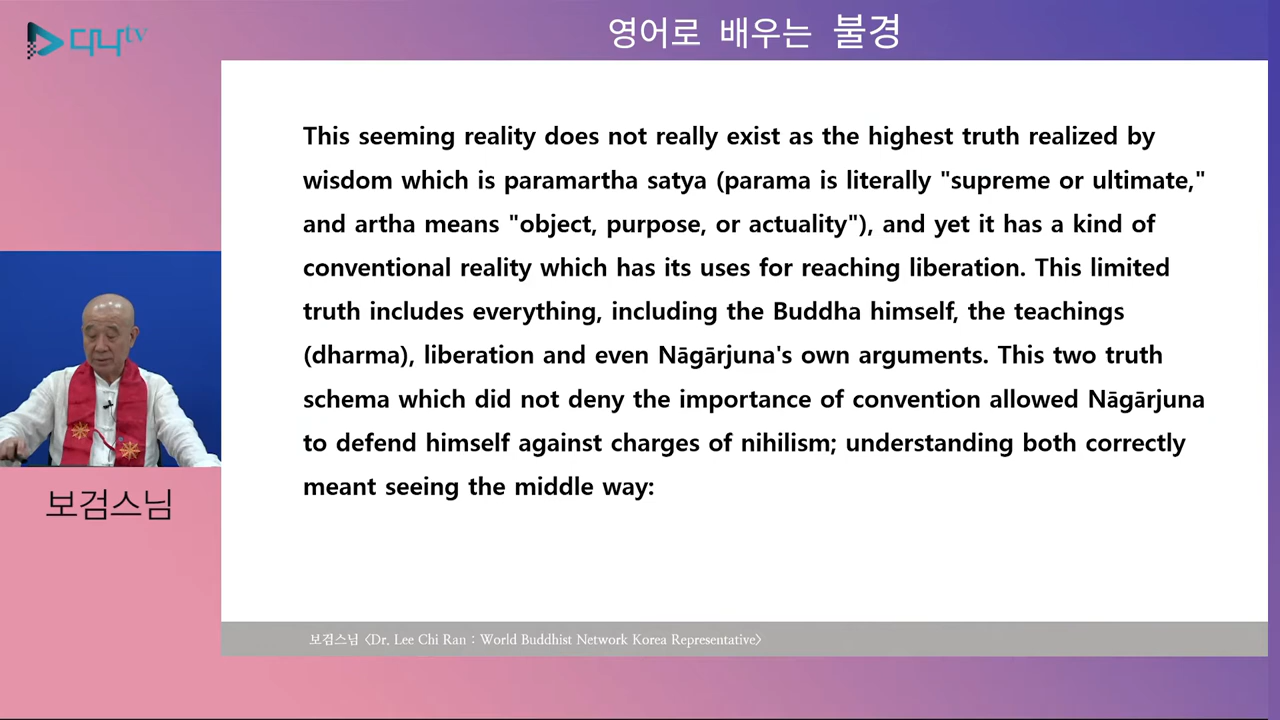 다나tv
영어로 배우는 불경
This seeming reality does not really exist as the highest truth realized by
wisdom which is paramartha satya (parama is literally "supreme or ultimate,"
and artha means "object, purpose, or actuality"), and yet it has a kind of
conventional reality which has its uses for reaching liberation. This limited
truth includes everything, including the Buddha himself, the teachings
(dharma), liberation and even Nāgārjuna's own arguments. This two truth
schema which did not deny the importance of convention allowed Nāgārjuna
to defend himself against charges of nihilism; understanding both correctly
meant seeing the middle way:
보검스님
보검스님 <Dr. Lee Chi Ran : World Buddhist Network Korea Representative>